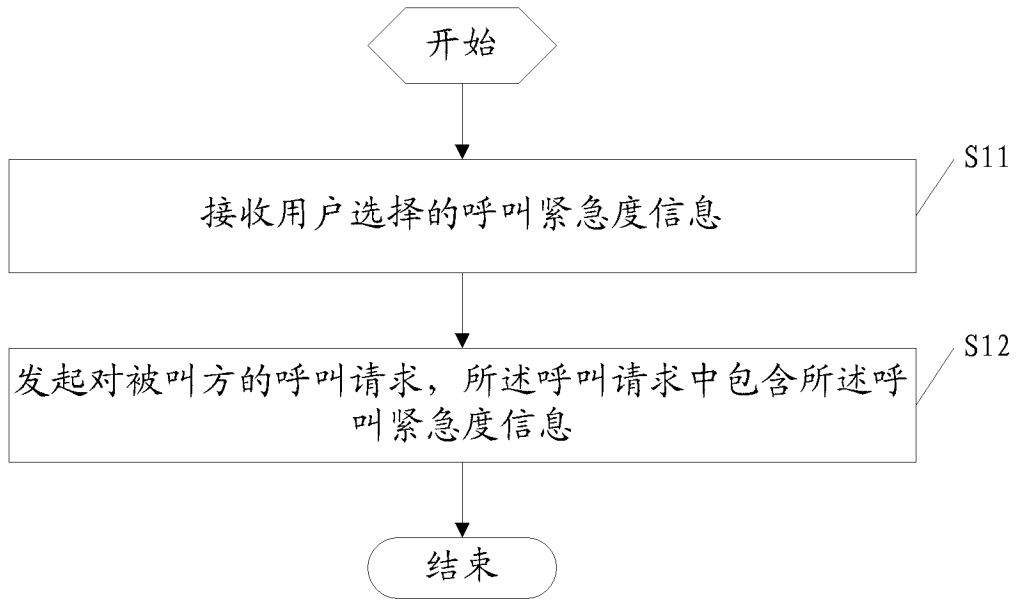 开始
S11
接收用户选择的呼叫紧急度信息
S12
发起对被叫方的呼叫请求，所述呼叫请求中包含所述呼
叫紧急度信息
结束